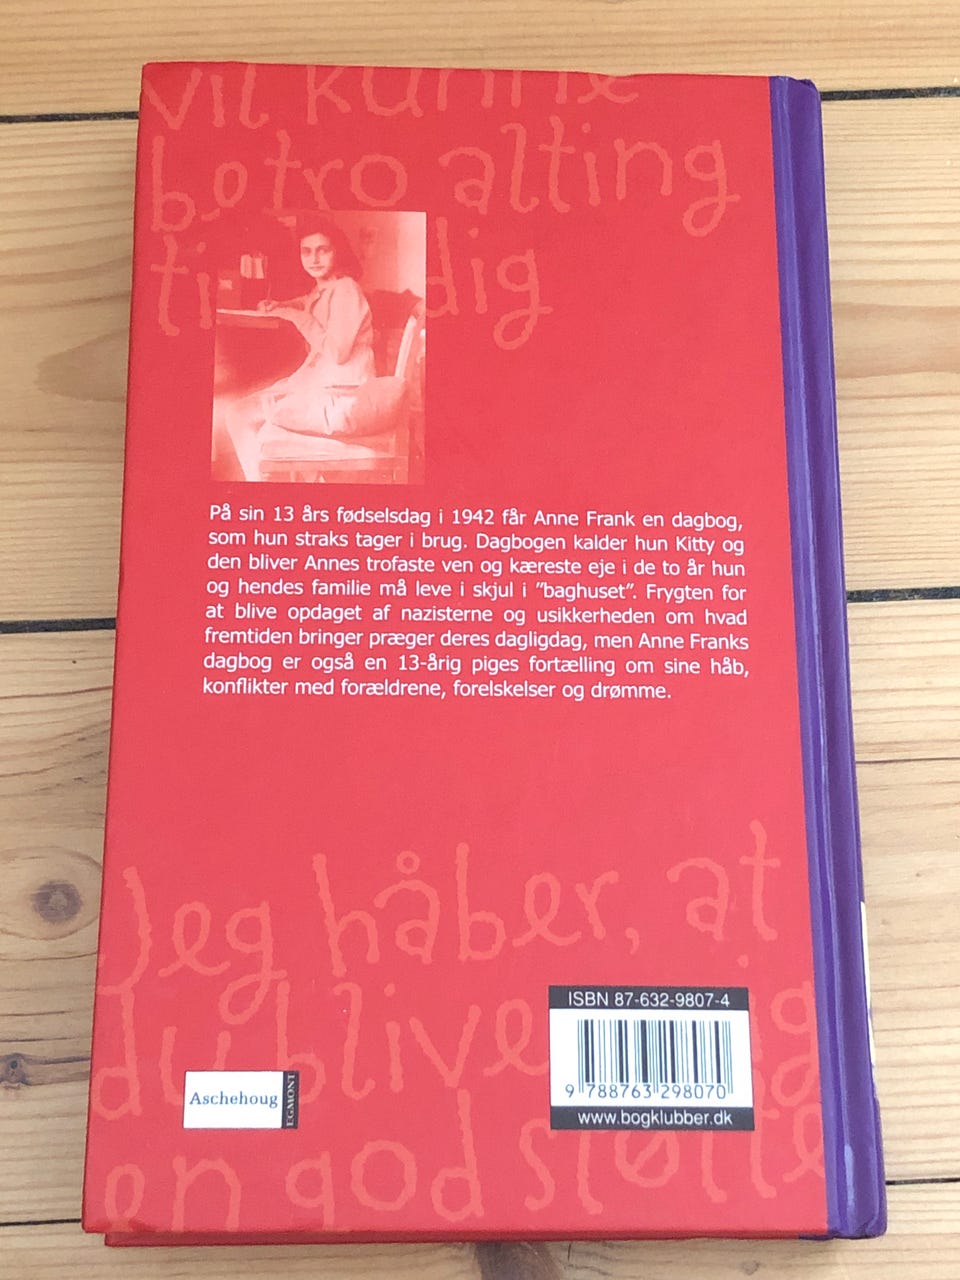 vil kunne
betro alting
dig
På sin 13 års fødselsdag i 1942 får Anne Frank en dagbog,
som hun straks tager i brug. Dagbogen kalder hun Kitty og
den bliver Annes trofaste ven og kæreste eje i de to år hun
og hendes familie må leve i skjul i ”baghuset”. Frygten for
at blive opdaget af nazisterne og usikkerheden om hvad
fremtiden bringer præger deres dagligdag, men Anne Franks
dagbog er også en 13-årig piges fortælling om sine håb,
konflikter med forældrene, forelskelser og drømme.
Jeg håber, at
du blive ig
en god støtte
ISBN 87-632-9807-4
9 788763 298070
www.bogklubber.dk
Aschehoug
EGMONT